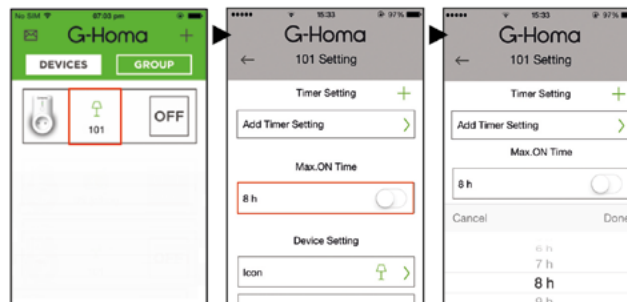 No SIM 07:03 pm
G-Homa
DEVICES GROUP
101
OFF
15:33 97%
G-Homa
101 Setting
Timer Setting
Add Timer Setting
Max.ON Time
8 h
Device Setting
Icon
15:33 97%
G-Homa
101 Setting
Timer Setting
Add Timer Setting
Max.ON Time
8 h
Cancel Done
6 h
7 h
8 h
9 h